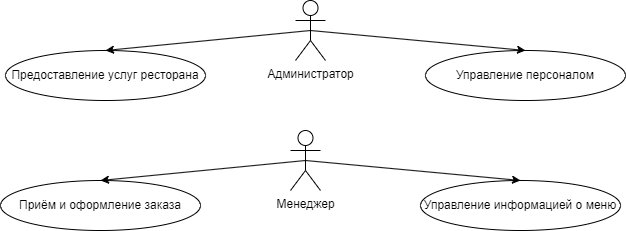 Предоставление услуг ресторана
Администратор
Управление персоналом
Приём и оформление заказа
Менеджер
Управление информацией о меню